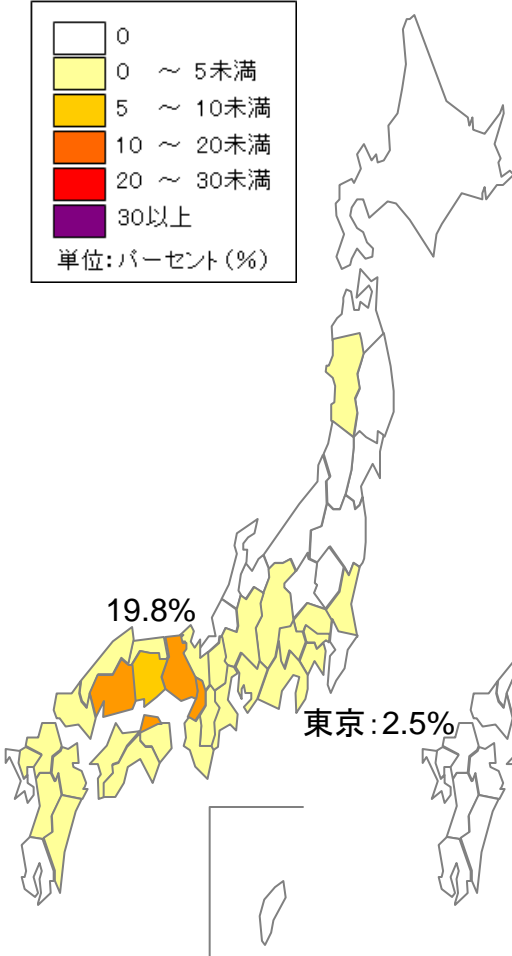 0
0 ～ 5未満
5 ～ 10未満
10 ～ 20未満
20 ～ 30未満
30以上
単位:パーセント(%)
19.8%
東京:2.5%